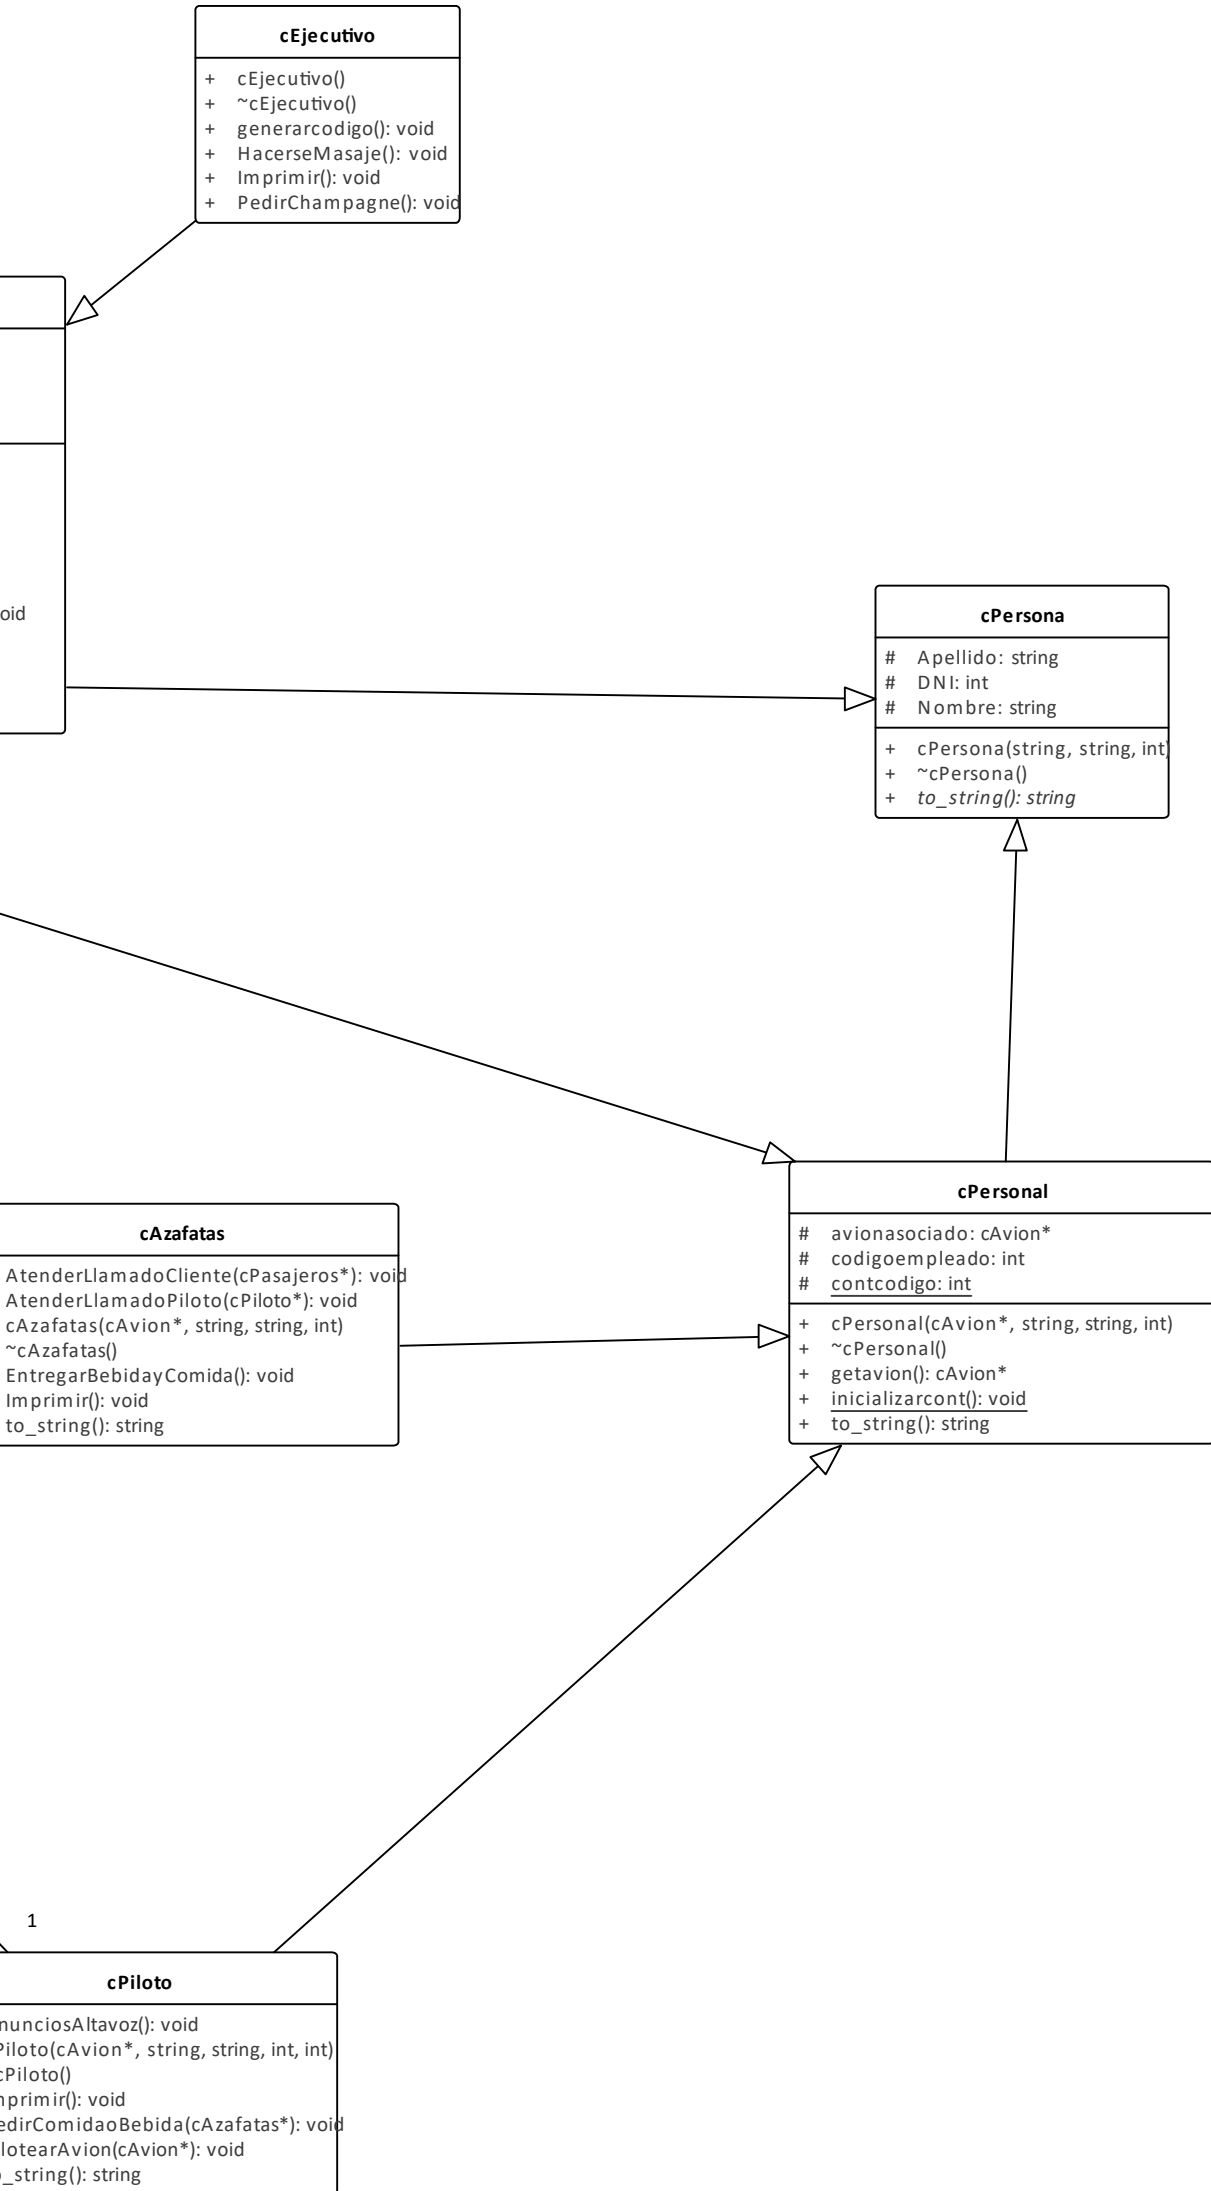 cEjecutivo
+ cEjecutivo()
+ ~cEjecutivo()
+ generarcodigo(): void
+ HacerseMasaje(): void
+ Imprimir(): void
+ PedirChampagne(): void
oid
cPersona
# Apellido: string
# DNI: int
# Nombre: string
+ cPersona(string, string, int)
+ ~cPersona()
+ to_string(): string
cPersonal
# avionasociado: cAvion*
# codigoempleado: int
# contcodigo: int
+ cPersonal(cAvion*, string, string, int)
+ ~cPersonal()
+ getavion(): cAvion*
+ inicializarcont(): void
+ to_string(): string
cAzafatas
AtenderLlamadoCliente(cPasajeros*): void
AtenderLlamadoPiloto(cPiloto*): void
cAzafatas(cAvion*, string, string, int)
~cAzafatas()
EntregarBebidayComida(): void
Imprimir(): void
to_string(): string
1
cPiloto
nunciosAltavoz(): void
Piloto(cAvion*, string, string, int, int)
cPiloto()
mprimir(): void
edirComidaoBebida(cAzafatas*): void
lotearAvion(cAvion*): void
o_string(): string